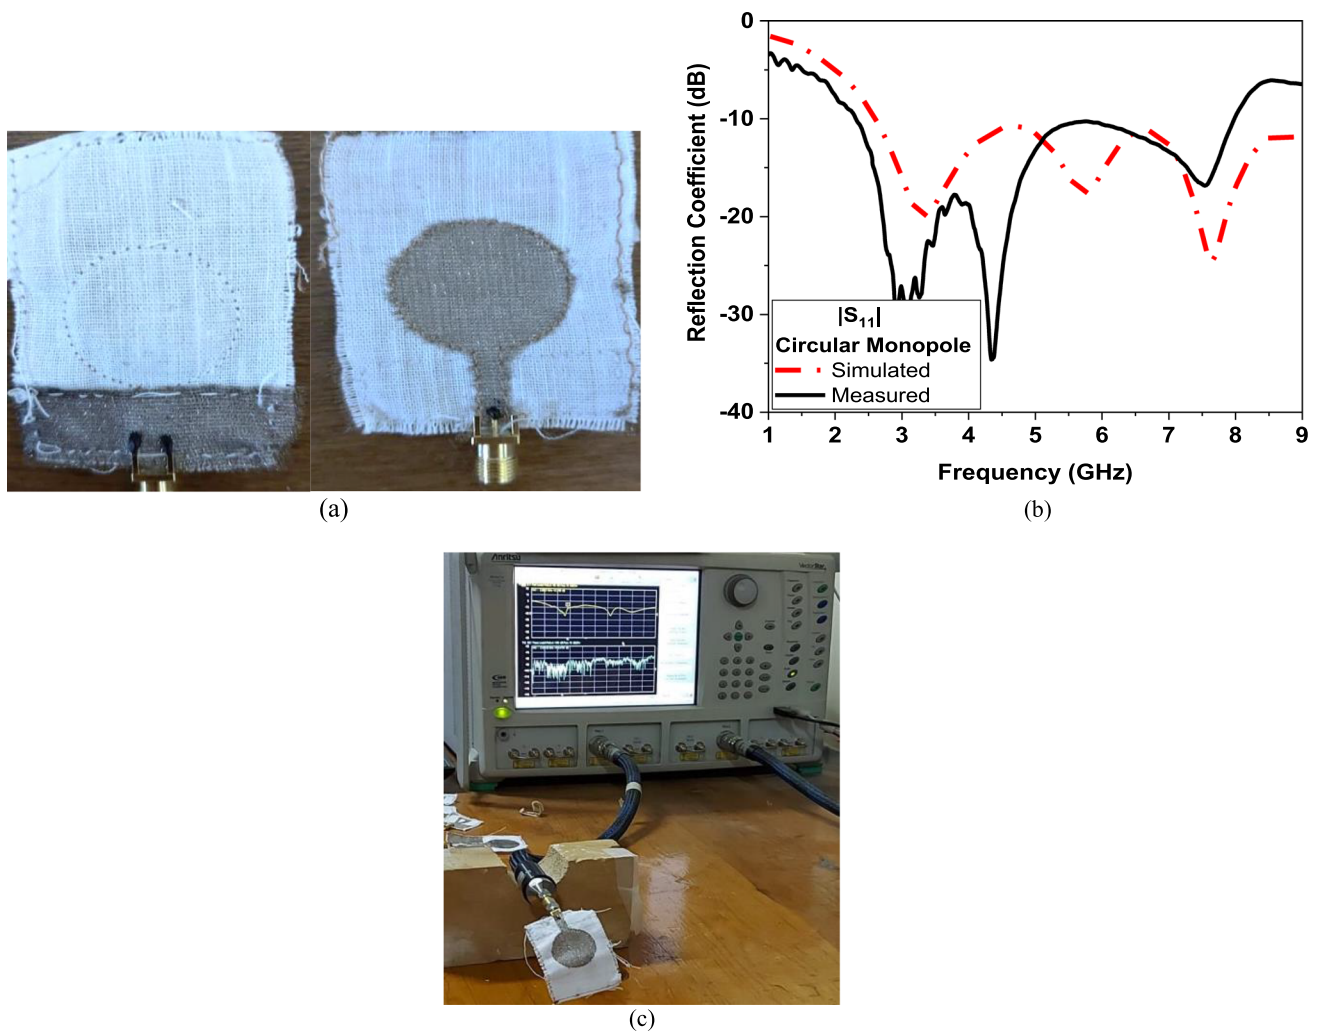 (a)
0
-10
-20
-30
-40
Reflection Coefficient (dB)
|S₁₁|
Circular Monopole
Simulated
Measured
1 2 3 4 5 6 7 8 9
Frequency (GHz)
(b)
Anritsu
VectorStar
(c)